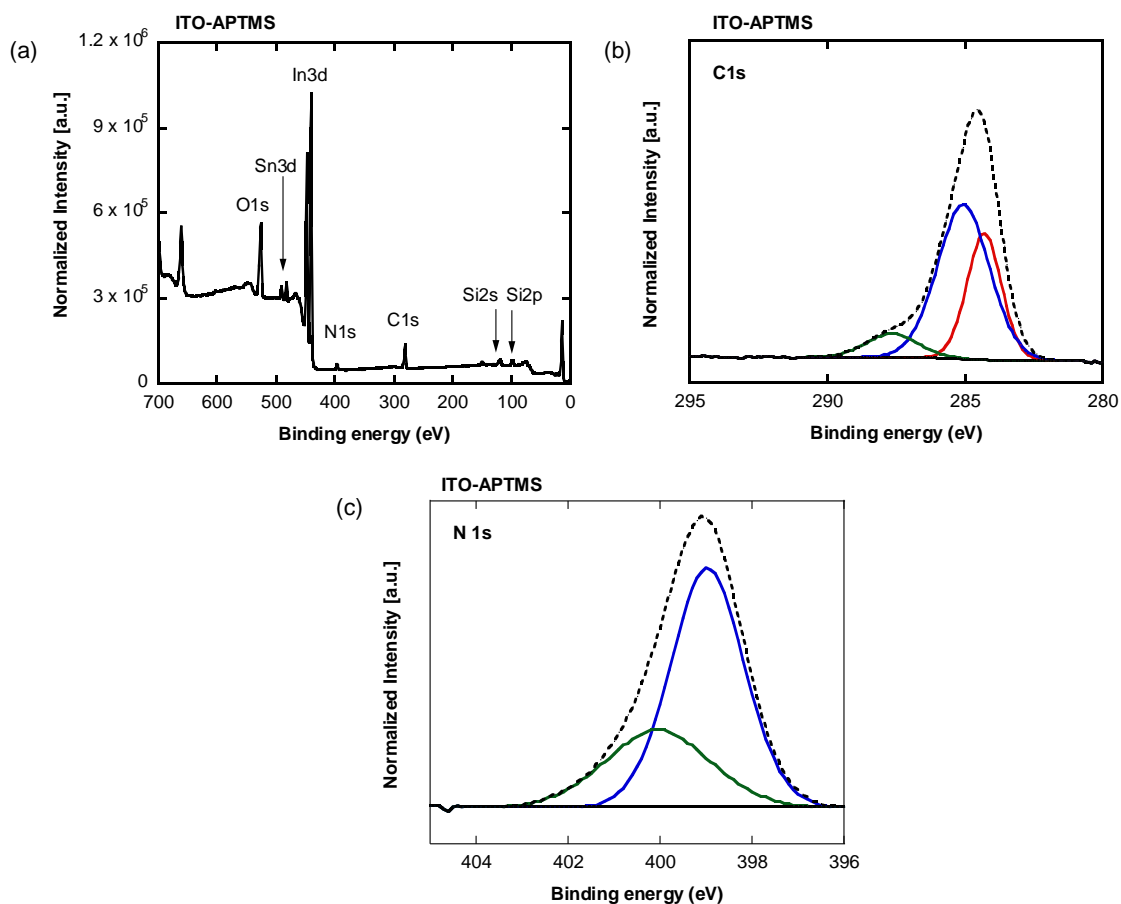 ITO-APTMS
(a)
1.2 x 10⁶
9 x 10⁵
6 x 10⁵
3 x 10⁵
0
Normalized Intensity [a.u.]
In3d
Sn3d
O1s
N1s
C1s
Si2s
Si2p
700 600 500 400 300 200 100 0
Binding energy (eV)
ITO-APTMS
(b)
C1s
Normalized Intensity [a.u.]
295 290 285 280
Binding energy (eV)
ITO-APTMS
(c)
N 1s
Normalized Intensity [a.u.]
404 402 400 398 396
Binding energy (eV)